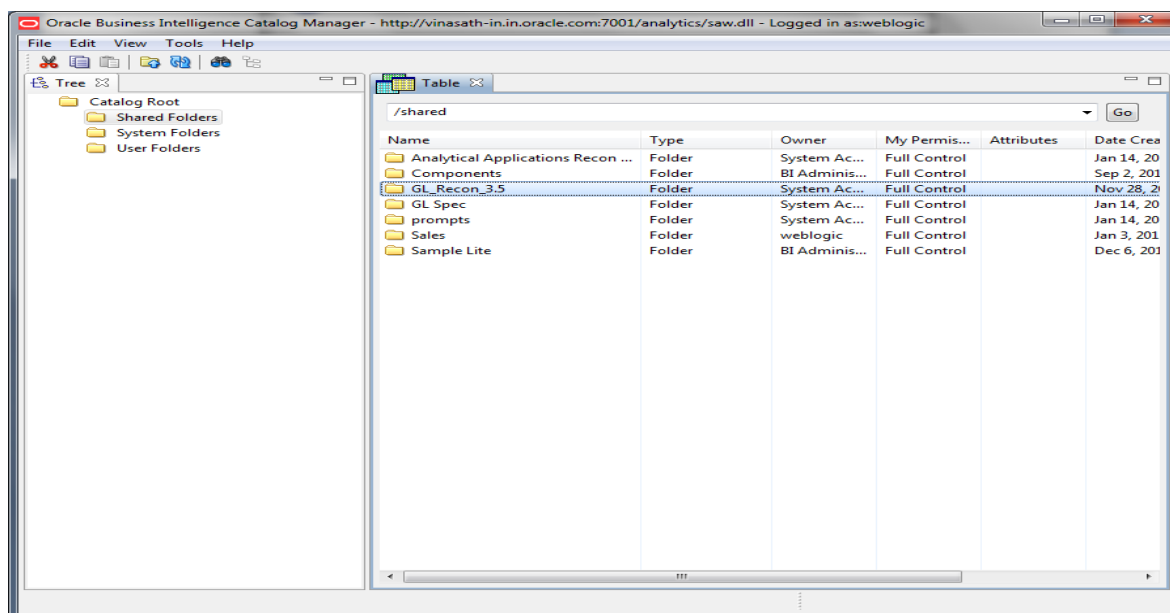 Oracle Business Intelligence Catalog Manager - http://vinasath-in.in.oracle.com:7001/analytics/saw.dll - Logged in as:weblogic
File Edit View Tools Help
Tree
Catalog Root
Shared Folders
System Folders
User Folders
Table
/shared Go
Name Type Owner My Permis... Attributes Date Crea
Analytical Applications Recon ... Folder System Ac... Full Control Jan 14, 20
Components Folder BI Adminis... Full Control Sep 2, 201
GL_Recon_3.5 Folder System Ac... Full Control Nov 28, 2
GL Spec Folder System Ac... Full Control Jan 14, 20
prompts Folder System Ac... Full Control Jan 14, 20
Sales Folder weblogic Full Control Jan 3, 201
Sample Lite Folder BI Adminis... Full Control Dec 6, 201